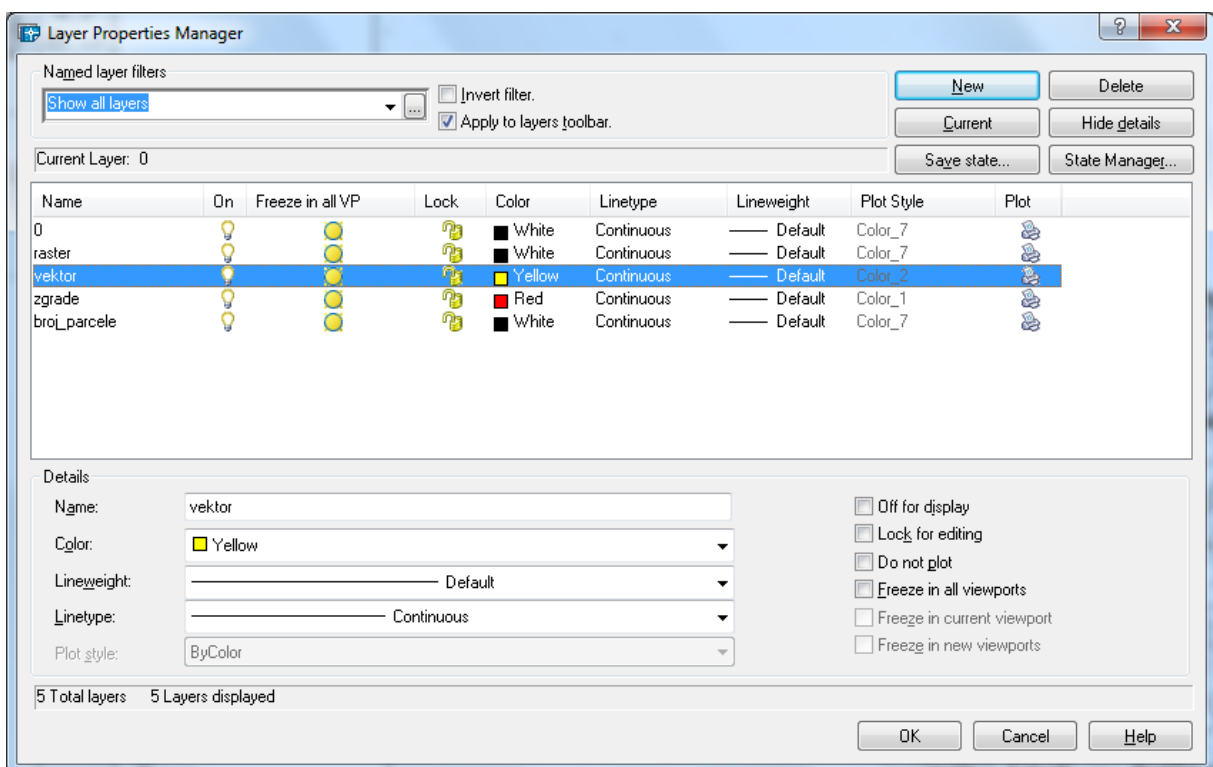 Layer Properties Manager
Named layer filters
Show all layers
...
Invert filter.
Apply to layers toolbar.
New
Delete
Current
Hide details
Current Layer: 0
Save state...
State Manager...
Name On Freeze in all VP Lock Color Linetype Lineweight Plot Style Plot
0 White Continuous Default Color_7
raster White Continuous Default Color_7
vektor Yellow Continuous Default Color_2
zgrade Red Continuous Default Color_1
broj_parcele White Continuous Default Color_7
Details
Name: vektor
Color: Yellow
Lineweight: Default
Linetype: Continuous
Plot style: ByColor
Off for display
Lock for editing
Do not plot
Freeze in all viewports
Freeze in current viewport
Freeze in new viewports
5 Total layers 5 Layers displayed
OK Cancel Help